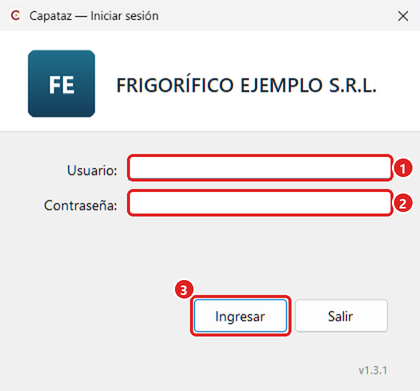 Capataz — Iniciar sesión
FE
FRIGORÍFICO EJEMPLO S.R.L.
Usuario:
1
Contraseña:
2
3
Ingresar
Salir
v1.3.1